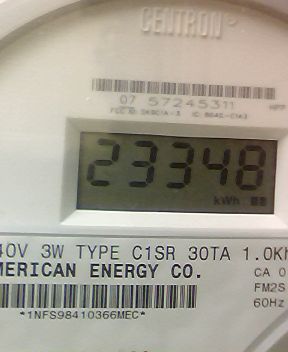 CENTRON
07 57245311
23348
kWh
40V 3W TYPE C1SR 30TA 1.0Kh
MERICAN ENERGY CO.
CA 0
FM2S
60Hz
*1NFS98410366MEC*